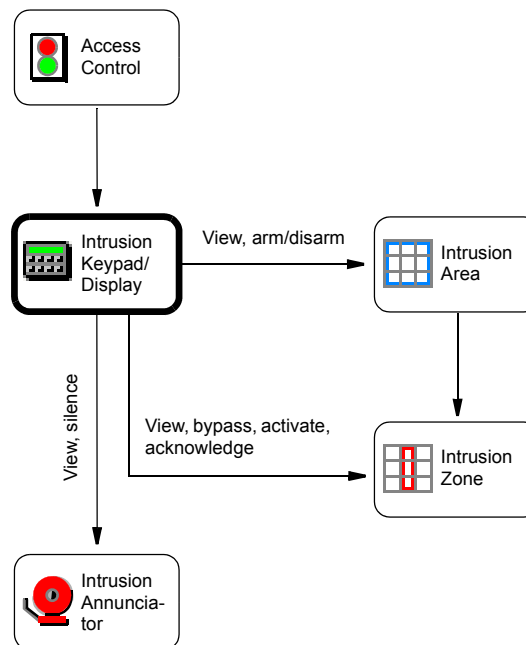 Access
Control
Intrusion
Keypad/
Display
View, arm/disarm
Intrusion
Area
View, silence
View, bypass, activate,
acknowledge
Intrusion
Zone
Intrusion
Annuncia-
tor